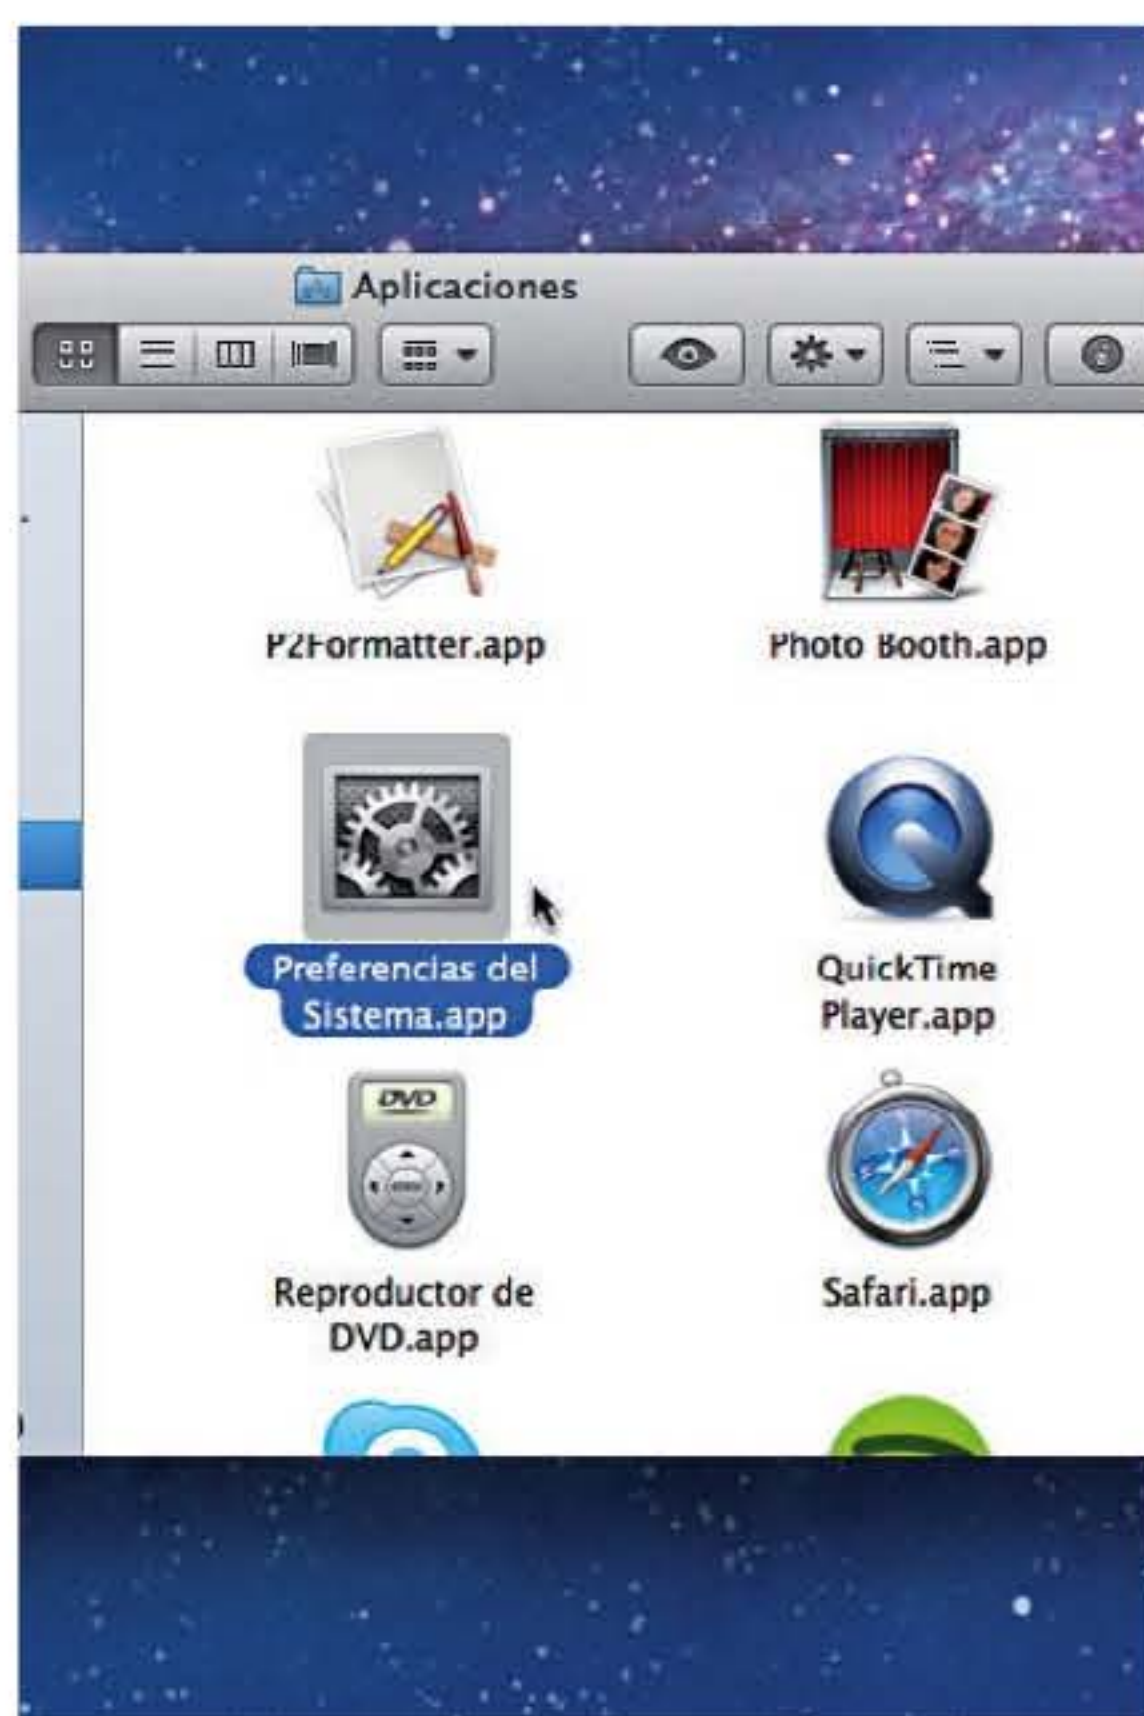 Aplicaciones
P2Formatter.app
Photo Booth.app
Preferencias del
Sistema.app
QuickTime
Player.app
DVD
Reproductor de
DVD.app
Safari.app